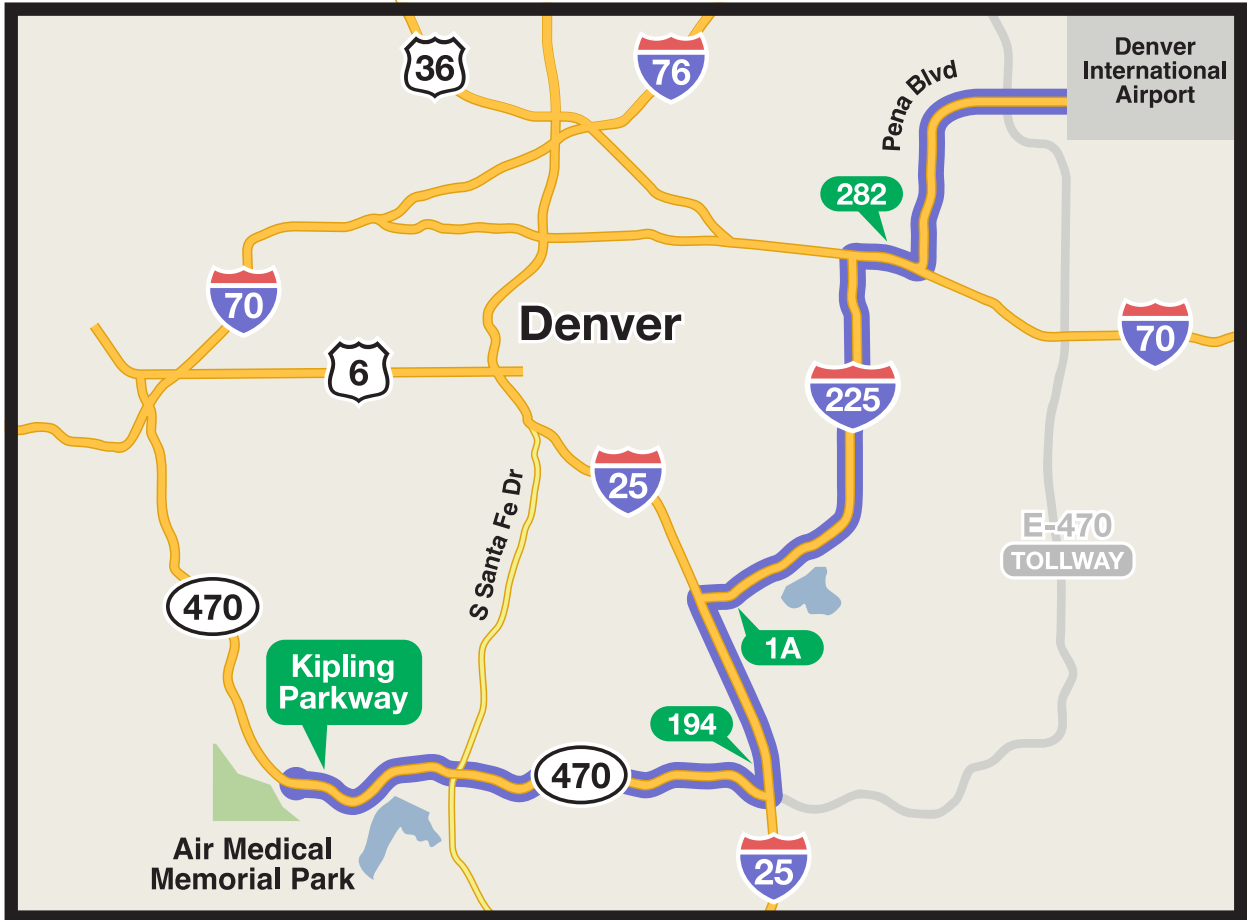 36
76
Denver
International
Airport
Pena Blvd
282
70
Denver
70
6
225
25
S Santa Fe Dr
E-470
TOLLWAY
470
1A
Kipling
Parkway
194
470
Air Medical
Memorial Park
25